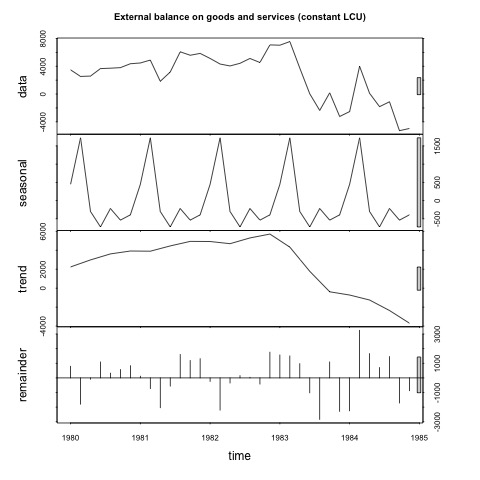 External balance on goods and services (constant LCU)
data
-4000 0 4000 8000
seasonal
-500 0 500 1500
trend
-4000 0 2000 6000
remainder
-3000 -1000 1000 3000
1980 1981 1982 1983 1984 1985
time